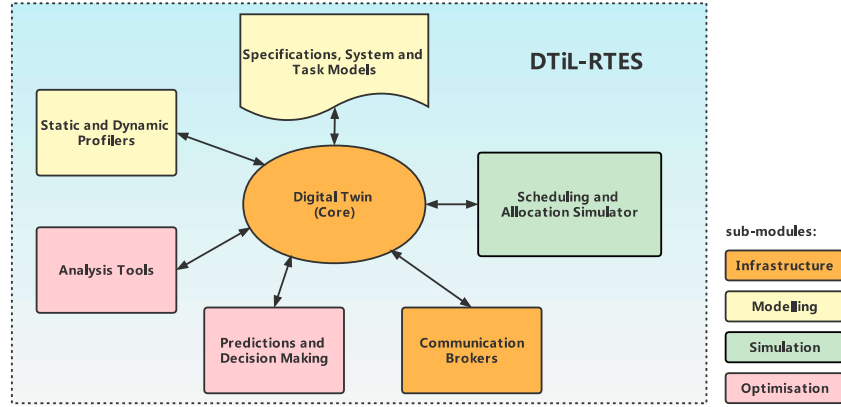 Specifications, System and
Task Models
DTiL-RTES
Static and Dynamic
Profilers
Digital Twin
(Core)
Scheduling and
Allocation Simulator
Analysis Tools
Predictions and
Decision Making
Communication
Brokers
sub-modules:
Infrastructure
Modelling
Simulation
Optimisation